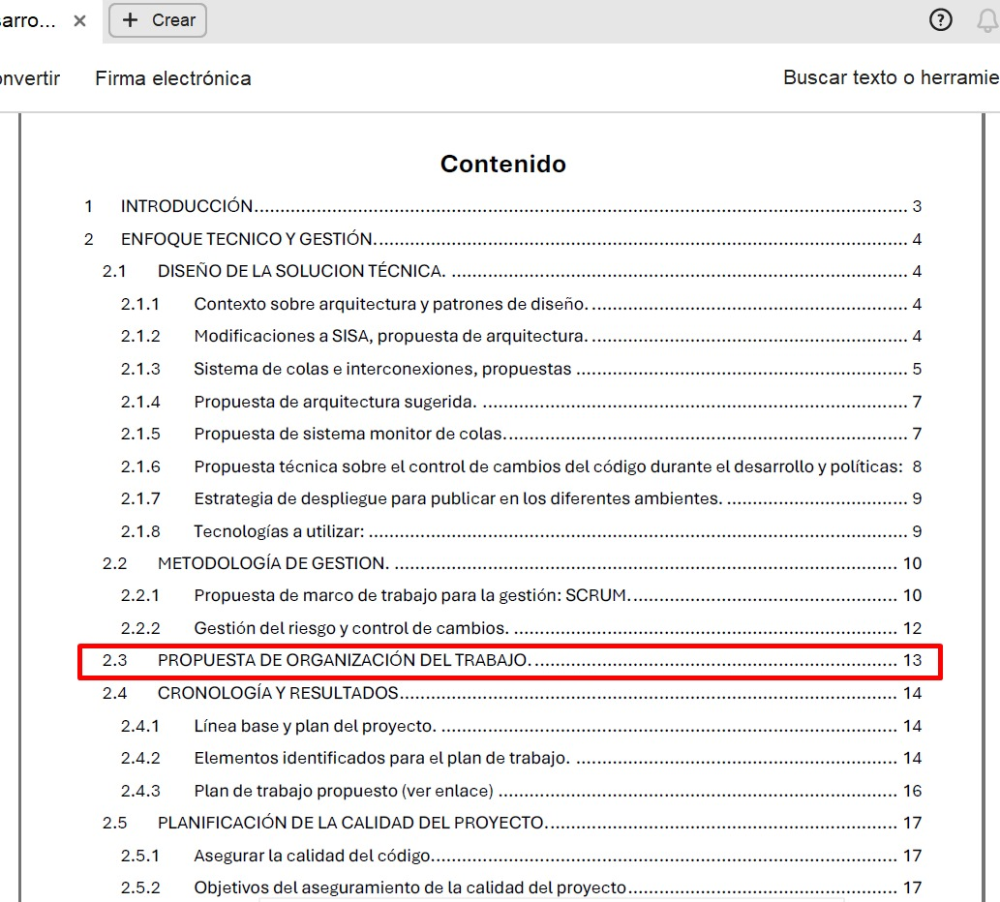 arro...
Crear
onvertir Firma electrónica Buscar texto o herramie
Contenido
1 INTRODUCCIÓN 3
2 ENFOQUE TECNICO Y GESTIÓN. 4
2.1 DISEÑO DE LA SOLUCION TÉCNICA. 4
2.1.1 Contexto sobre arquitectura y patrones de diseño. 4
2.1.2 Modificaciones a SISA, propuesta de arquitectura. 4
2.1.3 Sistema de colas e interconexiones, propuestas 5
2.1.4 Propuesta de arquitectura sugerida. 7
2.1.5 Propuesta de sistema monitor de colas. 7
2.1.6 Propuesta técnica sobre el control de cambios del código durante el desarrollo y políticas: 8
2.1.7 Estrategia de despliegue para publicar en los diferentes ambientes. 9
2.1.8 Tecnologías a utilizar: 9
2.2 METODOLOGÍA DE GESTION. 10
2.2.1 Propuesta de marco de trabajo para la gestión: SCRUM. 10
2.2.2 Gestión del riesgo y control de cambios. 12
2.3 PROPUESTA DE ORGANIZACIÓN DEL TRABAJO. 13
2.4 CRONOLOGÍA Y RESULTADOS 14
2.4.1 Línea base y plan del proyecto. 14
2.4.2 Elementos identificados para el plan de trabajo. 14
2.4.3 Plan de trabajo propuesto (ver enlace) 16
2.5 PLANIFICACIÓN DE LA CALIDAD DEL PROYECTO. 17
2.5.1 Asegurar la calidad del código. 17
2.5.2 Objetivos del aseguramiento de la calidad del proyecto 17